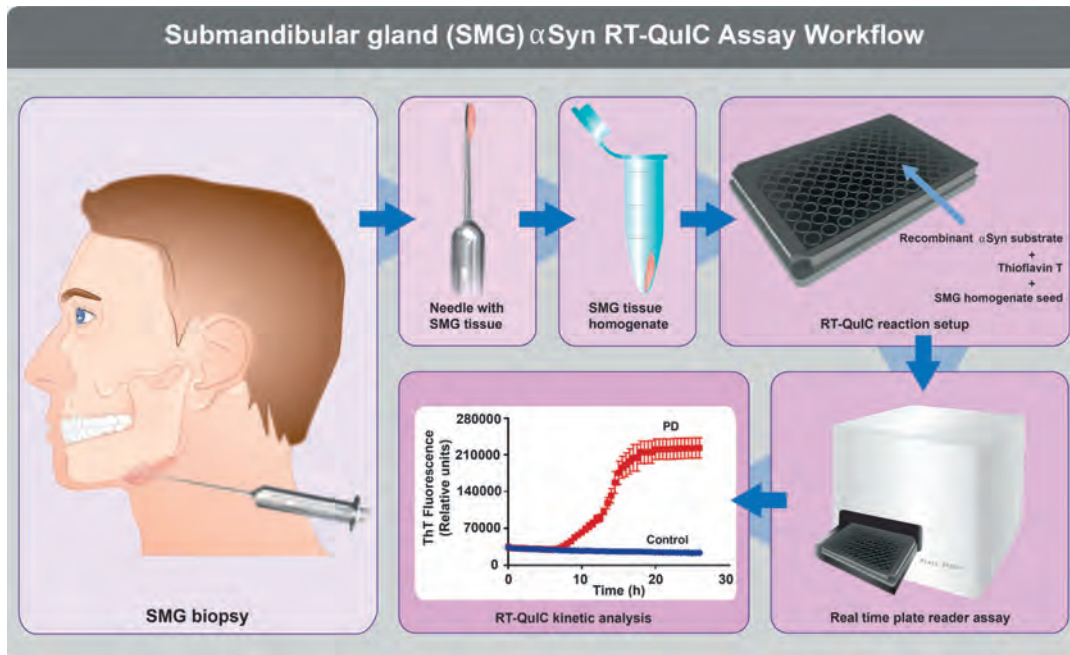 Submandibular gland (SMG) αSyn RT-QuIC Assay Workflow
SMG biopsy
Needle with
SMG tissue
SMG tissue
homogenate
Recombinant αSyn substrate
+
Thioflavin T
+
SMG homogenate seed
RT-QuIC reaction setup
Real time plate reader assay
ThT Fluorescence
(Relative units)
280000
210000
140000
70000
0
PD
Control
0
10
20
30
Time (h)
RT-QuIC kinetic analysis